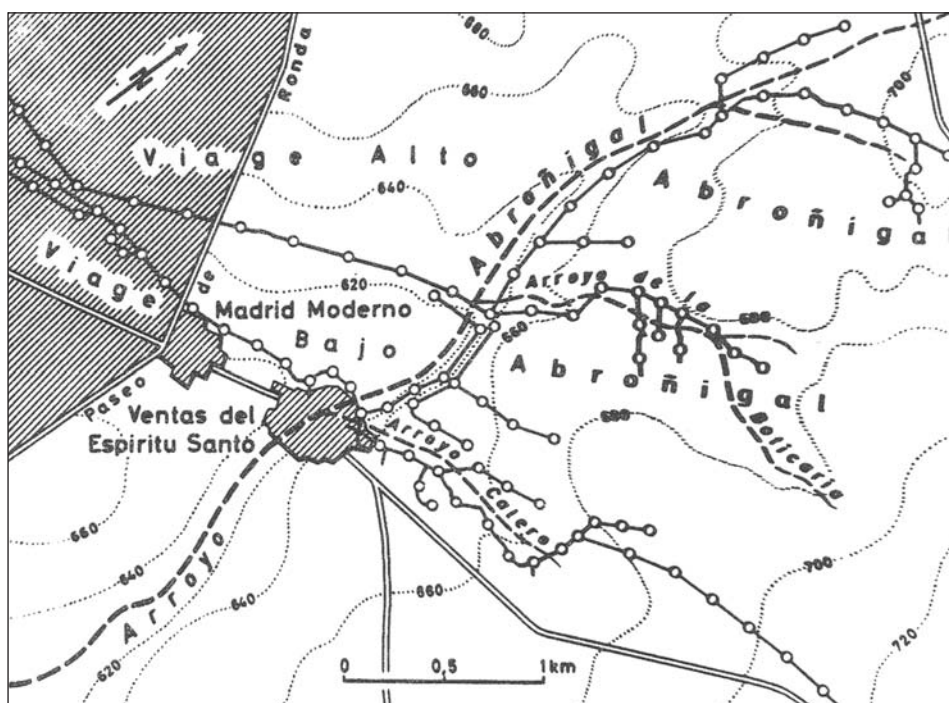 N
Ronda
de
Paseo
Viage Alto
Viage
Bajo
Madrid Moderno
Ventas del
Espiritu Santo
Arroyo
Abroñigal
Abroñigal
Abroñigal
Arroyo de la
Boticaria
Arroyo
Calero
680
660
640
620
700
660
680
680
660
640
620
640
660
700
720
0 0,5 1km